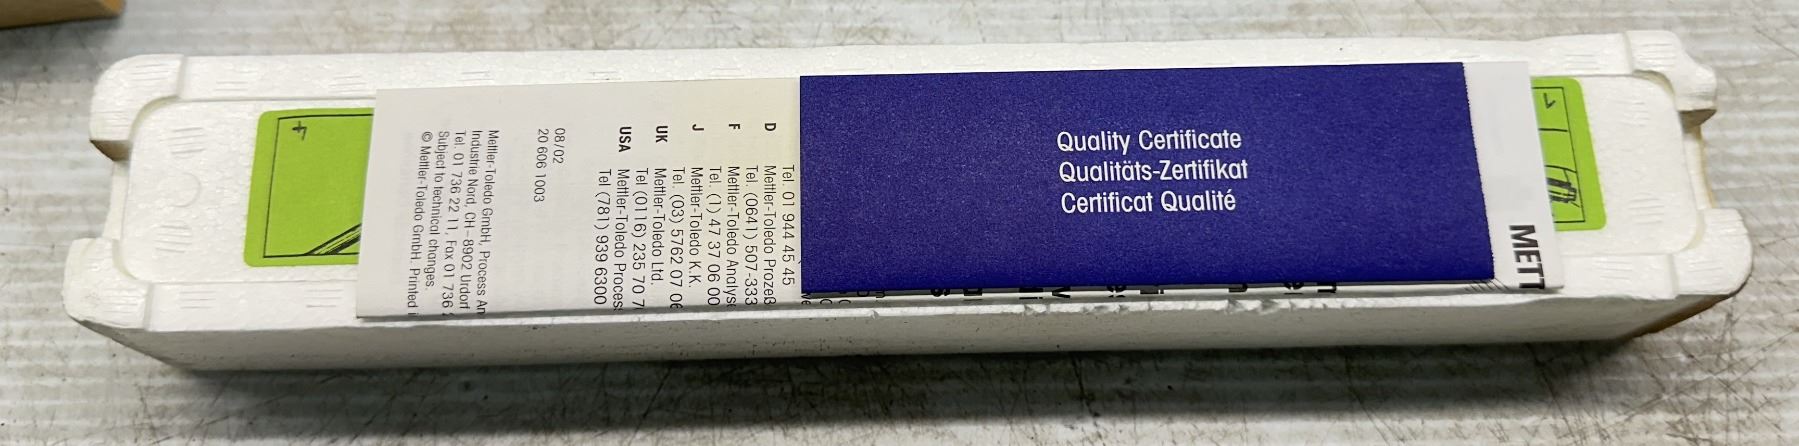 Quality Certificate
Qualitäts-Zertifikat
Certificat Qualité
METT
Tel. 01 944 45 45
D Mettler-Toledo Prozeß
Tel. (0641) 507-333
F Mettler-Toledo Analyse
Tel. (1) 47 37 06 00
J Mettler-Toledo K.K.
Tel. (03) 5762 07 06
UK Mettler-Toledo Ltd.
Tel (0116) 235 70 7
USA Mettler-Toledo Process
Tel (781) 939 6300
08/02
20 606 1003
Mettler-Toledo GmbH, Process An
Industrie Nord, CH-8902 Urdorf
Tel. 01 736 22 11, Fax 01 736 2
Subject to technical changes.
© Mettler-Toledo GmbH. Printed i